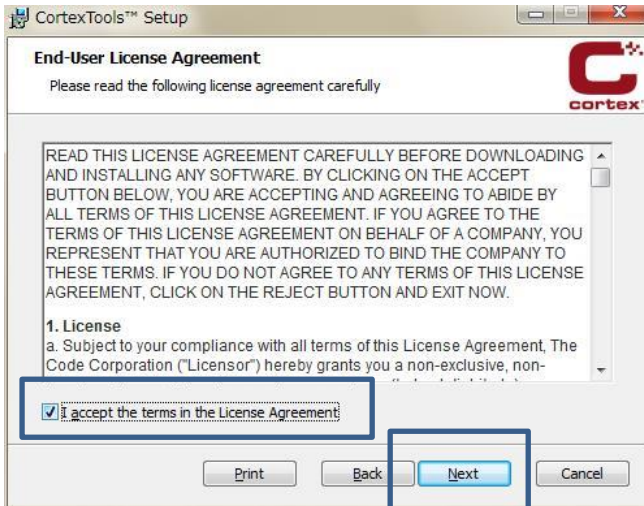 CortexTools™ Setup
End-User License Agreement
Please read the following license agreement carefully
cortex
READ THIS LICENSE AGREEMENT CAREFULLY BEFORE DOWNLOADING
AND INSTALLING ANY SOFTWARE. BY CLICKING ON THE ACCEPT
BUTTON BELOW, YOU ARE ACCEPTING AND AGREEING TO ABIDE BY
ALL TERMS OF THIS LICENSE AGREEMENT. IF YOU AGREE TO THE
TERMS OF THIS LICENSE AGREEMENT ON BEHALF OF A COMPANY, YOU
REPRESENT THAT YOU ARE AUTHORIZED TO BIND THE COMPANY TO
THESE TERMS. IF YOU DO NOT AGREE TO ANY TERMS OF THIS LICENSE
AGREEMENT, CLICK ON THE REJECT BUTTON AND EXIT NOW.
1. License
a. Subject to your compliance with all terms of this License Agreement, The
Code Corporation ("Licensor") hereby grants you a non-exclusive, non-
I accept the terms in the License Agreement
Print Back Next Cancel